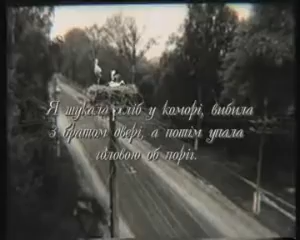 Я шукала хліб у коморі, вибила
з братом двері, а потім упала
головою об поріг.